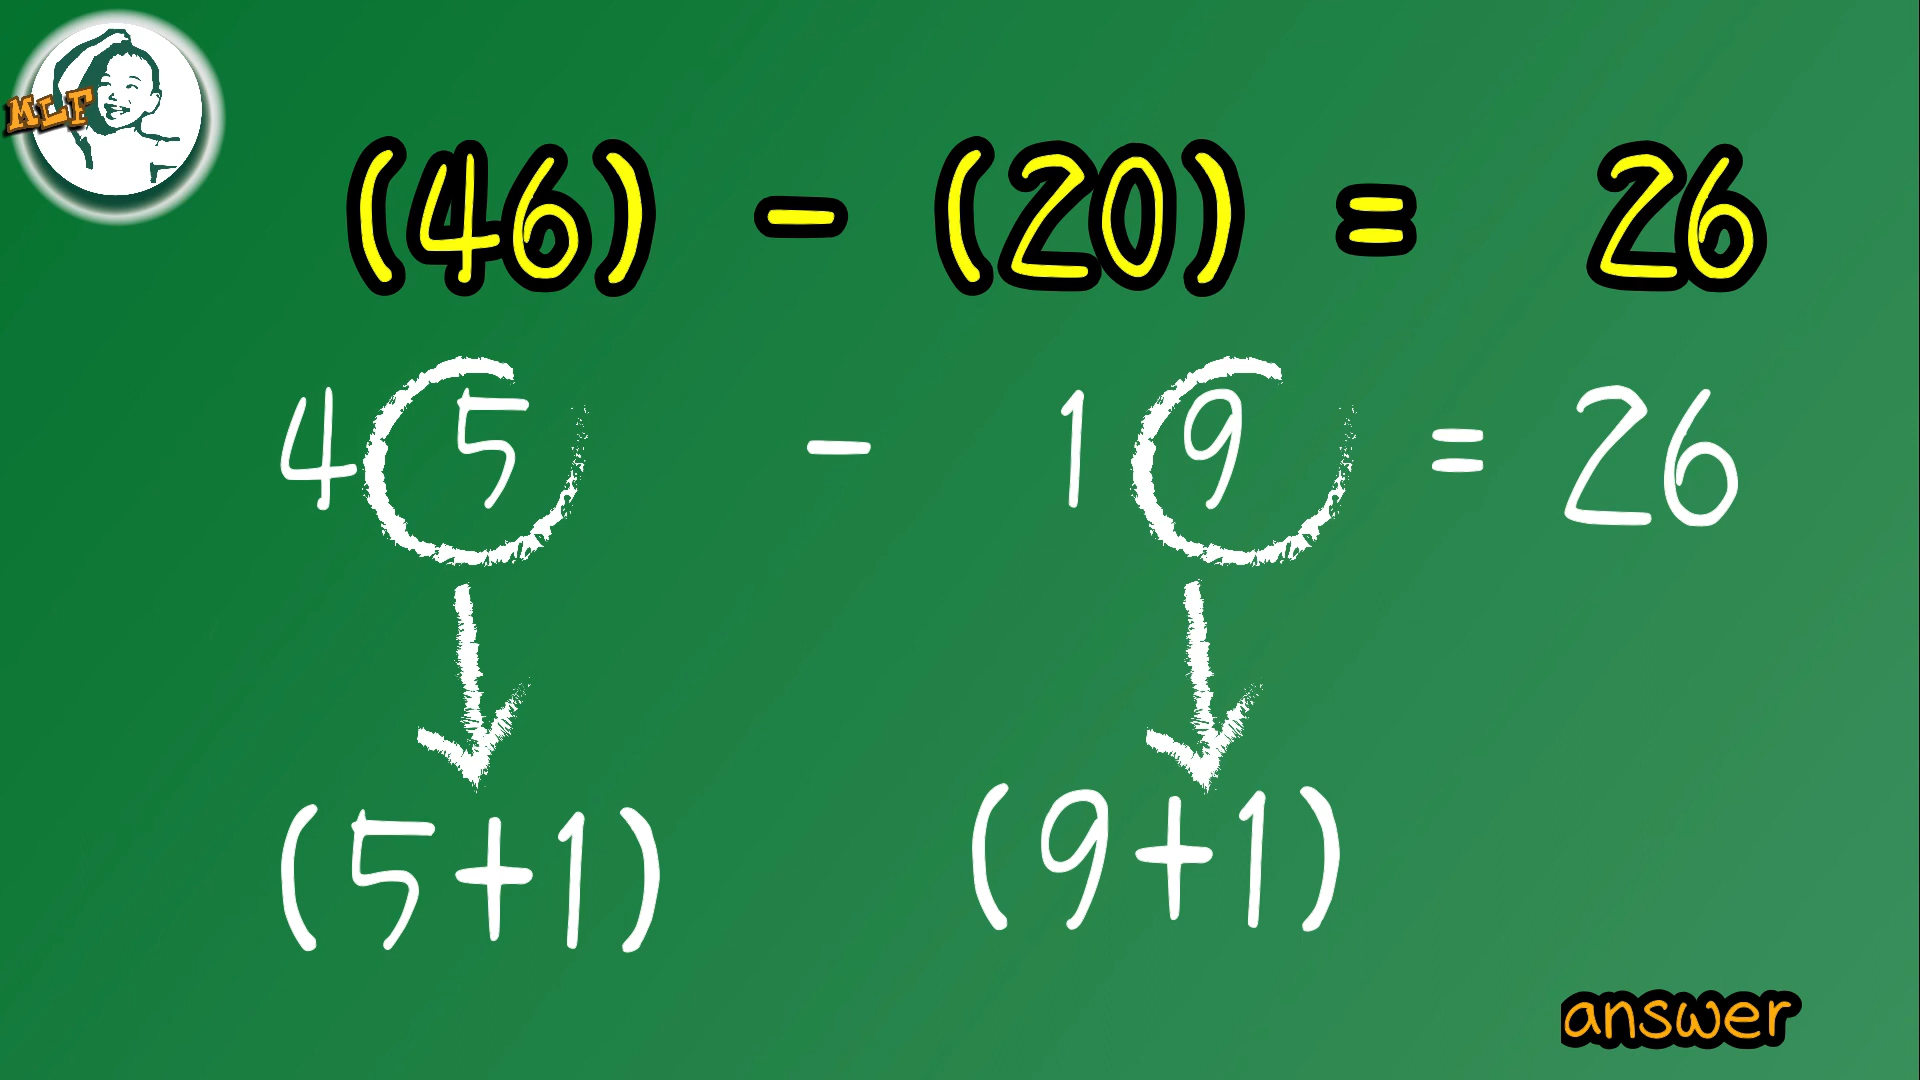 MLF
(46) - (20) = 26
45 - 19 = 26
(5+1) (9+1)
answer